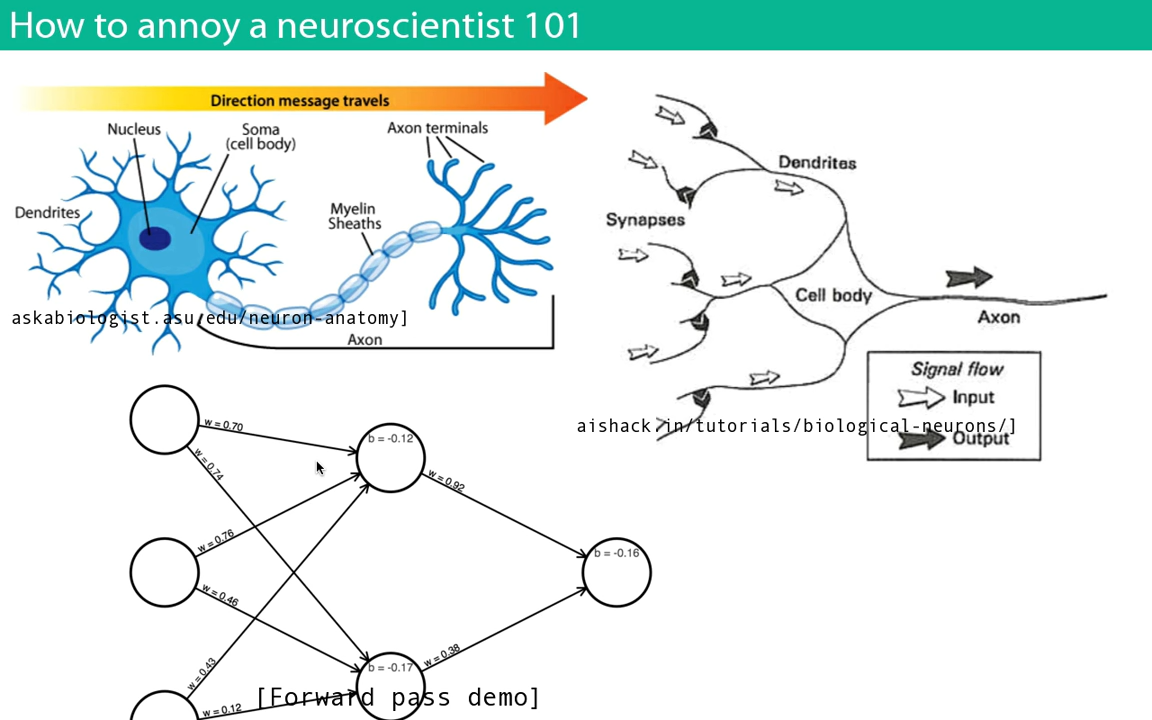 How to annoy a neuroscientist 101
Direction message travels
Nucleus
Soma
(cell body)
Axon terminals
Dendrites
Myelin
Sheaths
askabiologist.asu.edu/neuron-anatomy]
Axon
Dendrites
Synapses
Cell body
Axon
Signal flow
Input
Output
aishack.in/tutorials/biological-neurons/]
w = 0.70
w = 0.74
b = -0.12
w = 0.92
w = 0.76
w = 0.46
b = -0.16
w = 0.43
w = 0.12
b = -0.17
w = 0.38
[Forward pass demo]